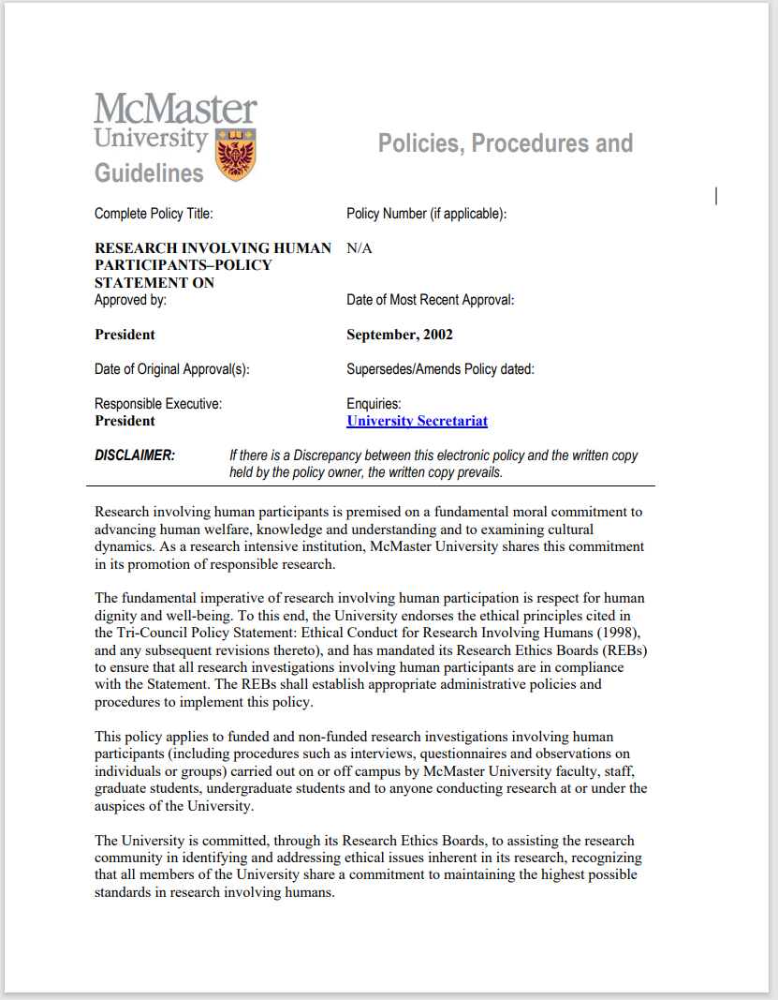 McMaster
University
Policies, Procedures and
Guidelines
Complete Policy Title:
Policy Number (if applicable):
RESEARCH INVOLVING HUMAN
PARTICIPANTS–POLICY
STATEMENT ON
N/A
Approved by:
Date of Most Recent Approval:
President
September, 2002
Date of Original Approval(s):
Supersedes/Amends Policy dated:
Responsible Executive:
Enquiries:
President
University Secretariat
DISCLAIMER:
If there is a Discrepancy between this electronic policy and the written copy
held by the policy owner, the written copy prevails.
Research involving human participants is premised on a fundamental moral commitment to
advancing human welfare, knowledge and understanding and to examining cultural
dynamics. As a research intensive institution, McMaster University shares this commitment
in its promotion of responsible research.
The fundamental imperative of research involving human participation is respect for human
dignity and well-being. To this end, the University endorses the ethical principles cited in
the Tri-Council Policy Statement: Ethical Conduct for Research Involving Humans (1998),
and any subsequent revisions thereto), and has mandated its Research Ethics Boards (REBs)
to ensure that all research investigations involving human participants are in compliance
with the Statement. The REBs shall establish appropriate administrative policies and
procedures to implement this policy.
This policy applies to funded and non-funded research investigations involving human
participants (including procedures such as interviews, questionnaires and observations on
individuals or groups) carried out on or off campus by McMaster University faculty, staff,
graduate students, undergraduate students and to anyone conducting research at or under the
auspices of the University.
The University is committed, through its Research Ethics Boards, to assisting the research
community in identifying and addressing ethical issues inherent in its research, recognizing
that all members of the University share a commitment to maintaining the highest possible
standards in research involving humans.